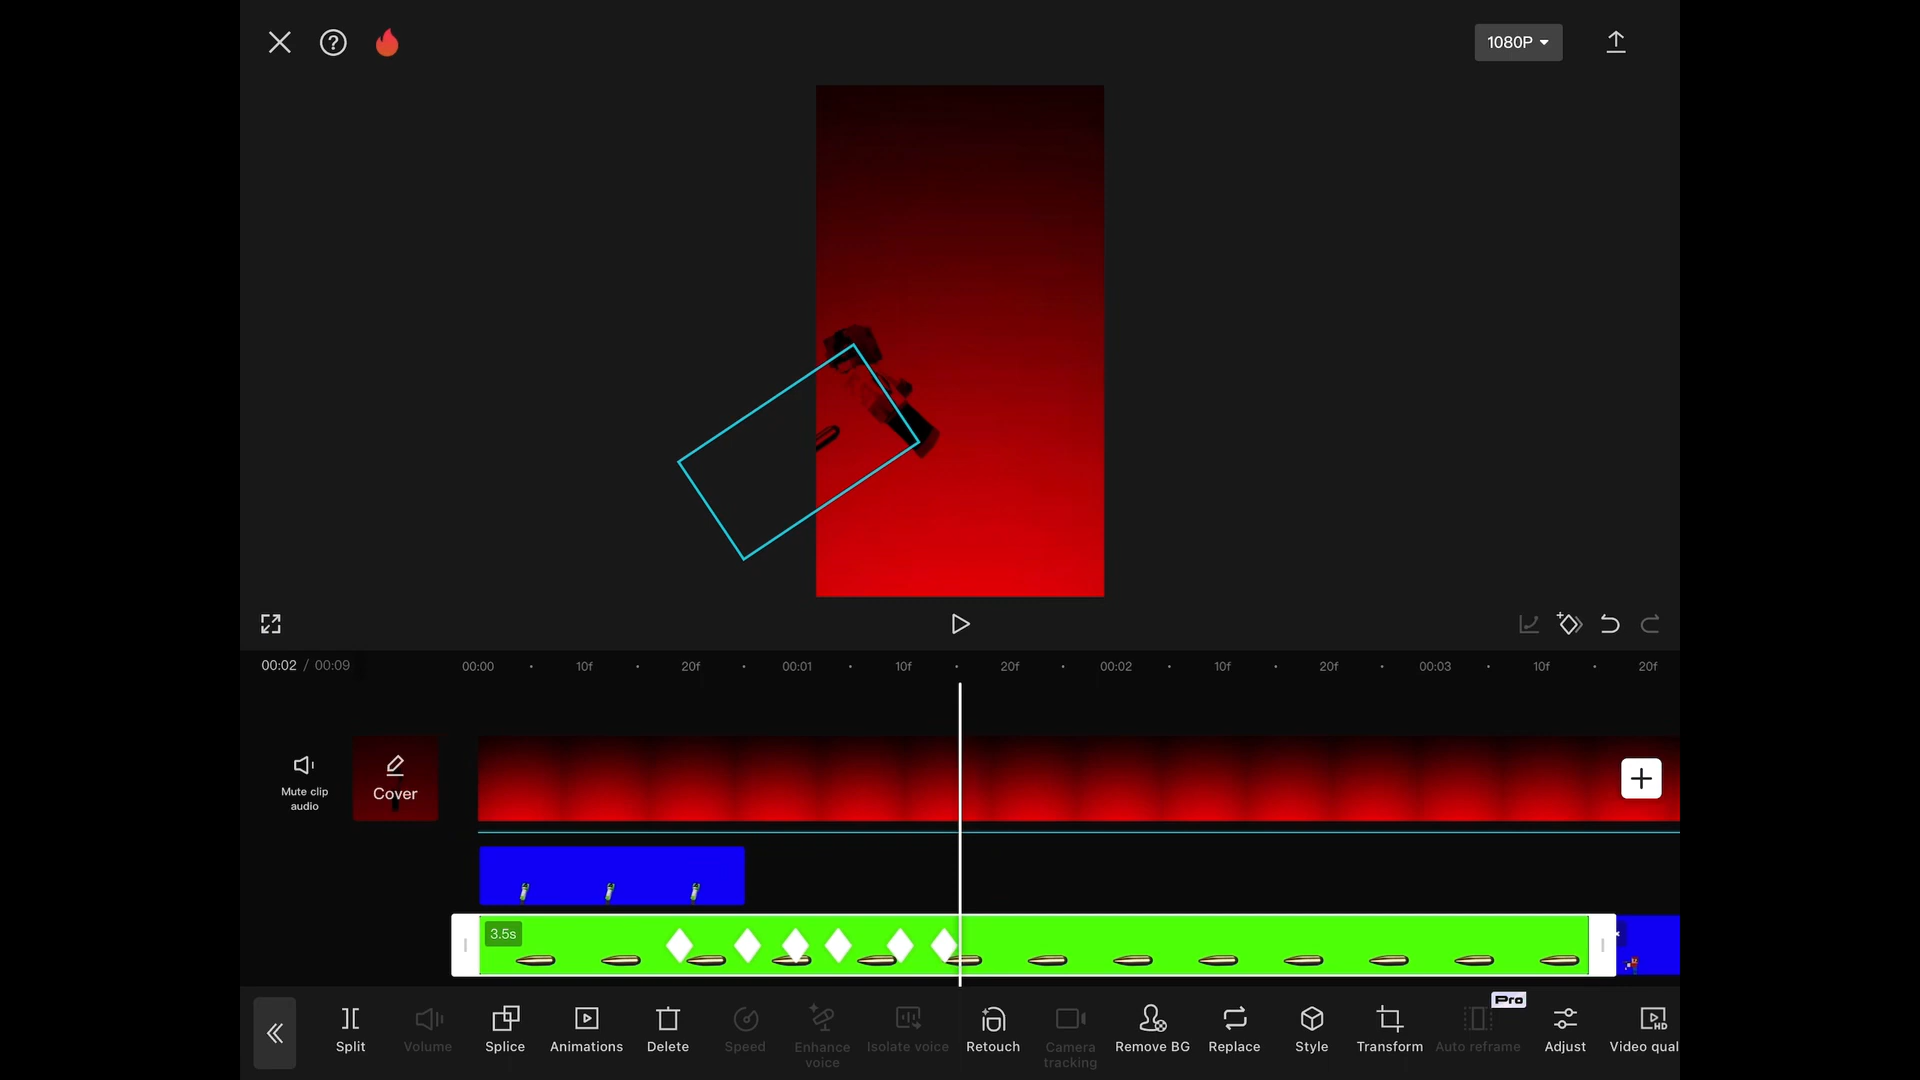 1080P
00:02 / 00:09
00:00
10f
20f
00:01
10f
20f
00:02
10f
20f
00:03
10f
20f
Mute clip
audio
Cover
3.5s
Pro
Split
Volume
Splice
Animations
Delete
Speed
Enhance
voice
Isolate voice
Retouch
Camera
tracking
Remove BG
Replace
Style
Transform
Auto reframe
Adjust
HD
Video qual